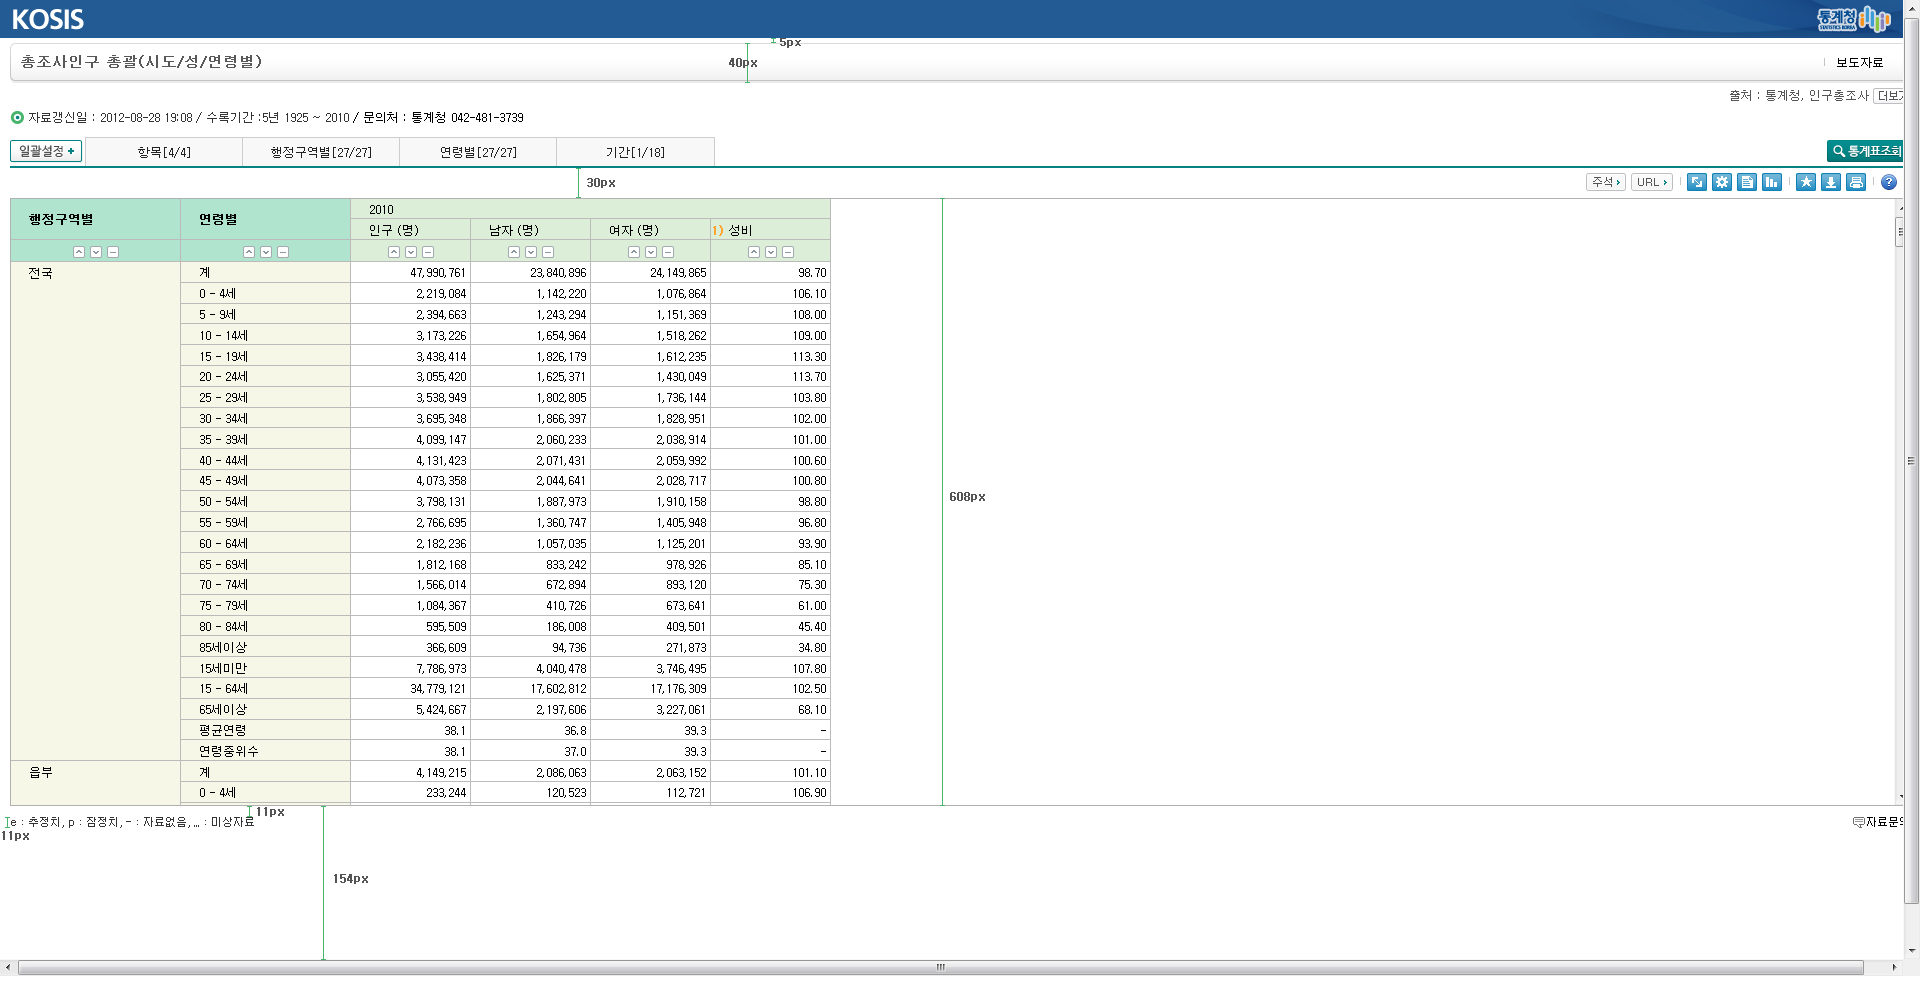 KOSIS
통계청
STATISTICS KOREA
5px
총조사인구 총괄(시도/성/연령별)
40px
보도자료
출처 : 통계청, 인구총조사
자료갱신일 : 2012-08-28 19:08 / 수록기간 :5년 1925 ~ 2010 / 문의처 : 통계청 042-481-3739
일괄설정 + 항목[4/4] 행정구역별[27/27] 연령별[27/27] 기간[1/18] 통계표조회
30px 주석 URL ?
행정구역별 연령별 2010
인구 (명) 남자 (명) 여자 (명) 1) 성비
전국 계 47,990,761 23,840,896 24,149,865 98.70
0 - 4세 2,219,084 1,142,220 1,076,864 106.10
5 - 9세 2,394,663 1,243,294 1,151,369 108.00
10 - 14세 3,173,226 1,654,964 1,518,262 109.00
15 - 19세 3,438,414 1,826,179 1,612,235 113.30
20 - 24세 3,055,420 1,625,371 1,430,049 113.70
25 - 29세 3,538,949 1,802,805 1,736,144 103.80
30 - 34세 3,695,348 1,866,397 1,828,951 102.00
35 - 39세 4,099,147 2,060,233 2,038,914 101.00
40 - 44세 4,131,423 2,071,431 2,059,992 100.60
45 - 49세 4,073,358 2,044,641 2,028,717 100.80
50 - 54세 3,798,131 1,887,973 1,910,158 98.80
608px
55 - 59세 2,766,695 1,360,747 1,405,948 96.80
60 - 64세 2,182,236 1,057,035 1,125,201 93.90
65 - 69세 1,812,168 833,242 978,926 85.10
70 - 74세 1,566,014 672,894 893,120 75.30
75 - 79세 1,084,367 410,726 673,641 61.00
80 - 84세 595,509 186,008 409,501 45.40
85세이상 366,609 94,736 271,873 34.80
15세미만 7,786,973 4,040,478 3,746,495 107.80
15 - 64세 34,779,121 17,602,812 17,176,309 102.50
65세이상 5,424,667 2,197,606 3,227,061 68.10
평균연령 38.1 36.8 39.3 -
연령중위수 38.1 37.0 39.3 -
읍부 계 4,149,215 2,086,063 2,063,152 101.10
0 - 4세 233,244 120,523 112,721 106.90
11px
e : 추정치, p : 잠정치, - : 자료없음, ... : 미상자료
11px
154px